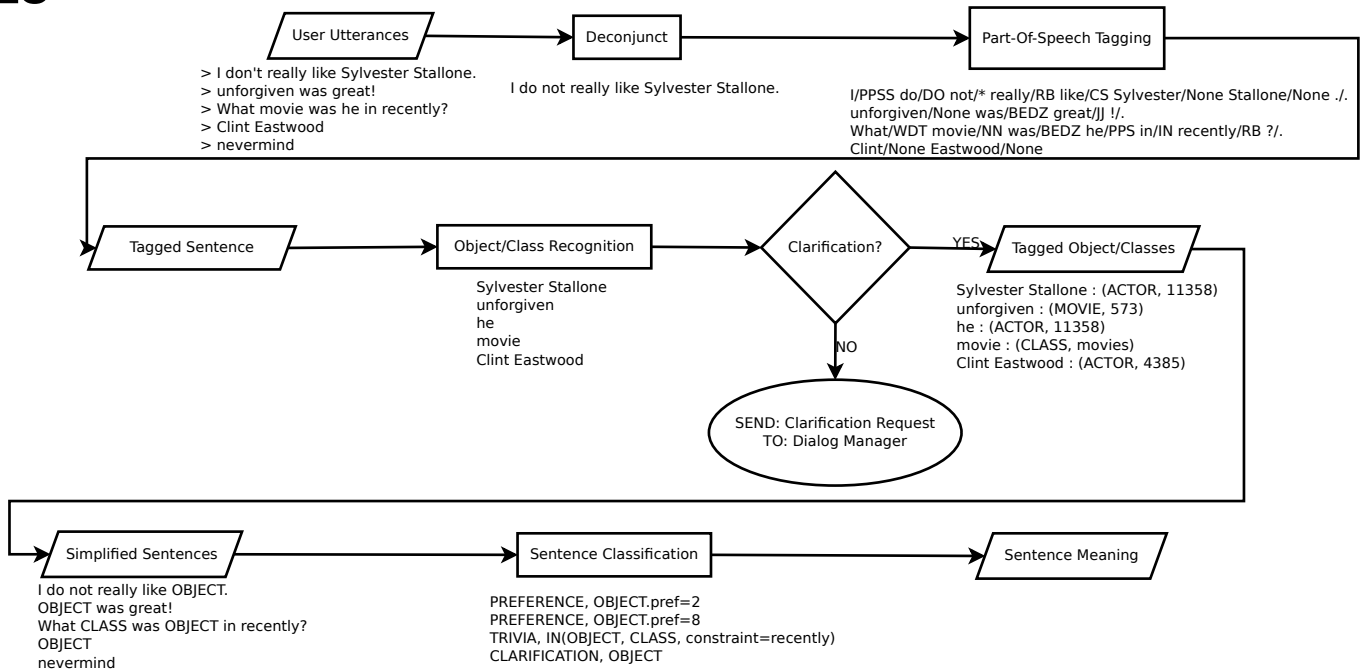 User Utterances
Deconjunct
Part-Of-Speech Tagging
> I don't really like Sylvester Stallone.
> unforgiven was great!
> What movie was he in recently?
> Clint Eastwood
> nevermind
I do not really like Sylvester Stallone.
I/PPSS do/DO not/* really/RB like/CS Sylvester/None Stallone/None ./.
unforgiven/None was/BEDZ great/JJ !/.
What/WDT movie/NN was/BEDZ he/PPS in/IN recently/RB ?/.
Clint/None Eastwood/None
Tagged Sentence
Object/Class Recognition
Clarification?
YES
Tagged Object/Classes
Sylvester Stallone
unforgiven
he
movie
Clint Eastwood
NO
Sylvester Stallone : (ACTOR, 11358)
unforgiven : (MOVIE, 573)
he : (ACTOR, 11358)
movie : (CLASS, movies)
Clint Eastwood : (ACTOR, 4385)
SEND: Clarification Request
TO: Dialog Manager
Simplified Sentences
Sentence Classification
Sentence Meaning
I do not really like OBJECT.
OBJECT was great!
What CLASS was OBJECT in recently?
OBJECT
nevermind
PREFERENCE, OBJECT.pref=2
PREFERENCE, OBJECT.pref=8
TRIVIA, IN(OBJECT, CLASS, constraint=recently)
CLARIFICATION, OBJECT